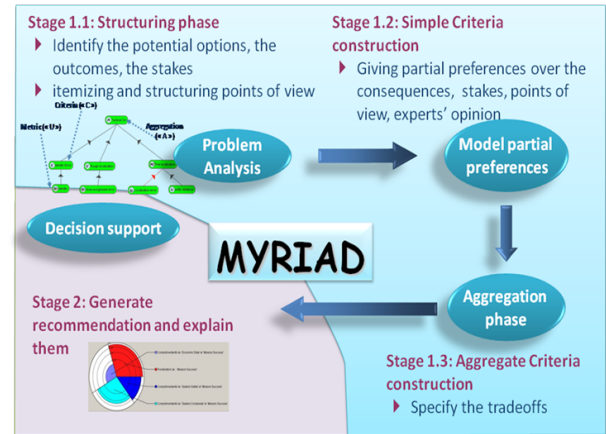 Stage 1.1: Structuring phase
Identify the potential options, the
outcomes, the stakes
itemizing and structuring points of view
Criteria («C»)
Metric(«U»)
Aggregation
(«A»)
Problem
Analysis
Stage 1.2: Simple Criteria
construction
Giving partial preferences over the
consequences, stakes, points of
view, experts' opinion
Model partial
preferences
Decision support
MYRIAD
Aggregation
phase
Stage 2: Generate
recommendation and explain
them
Stage 1.3: Aggregate Criteria
construction
Specify the tradeoffs